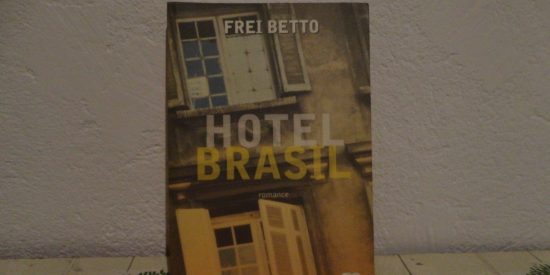 FREI BETTO
HOTEL
BRASIL
romance